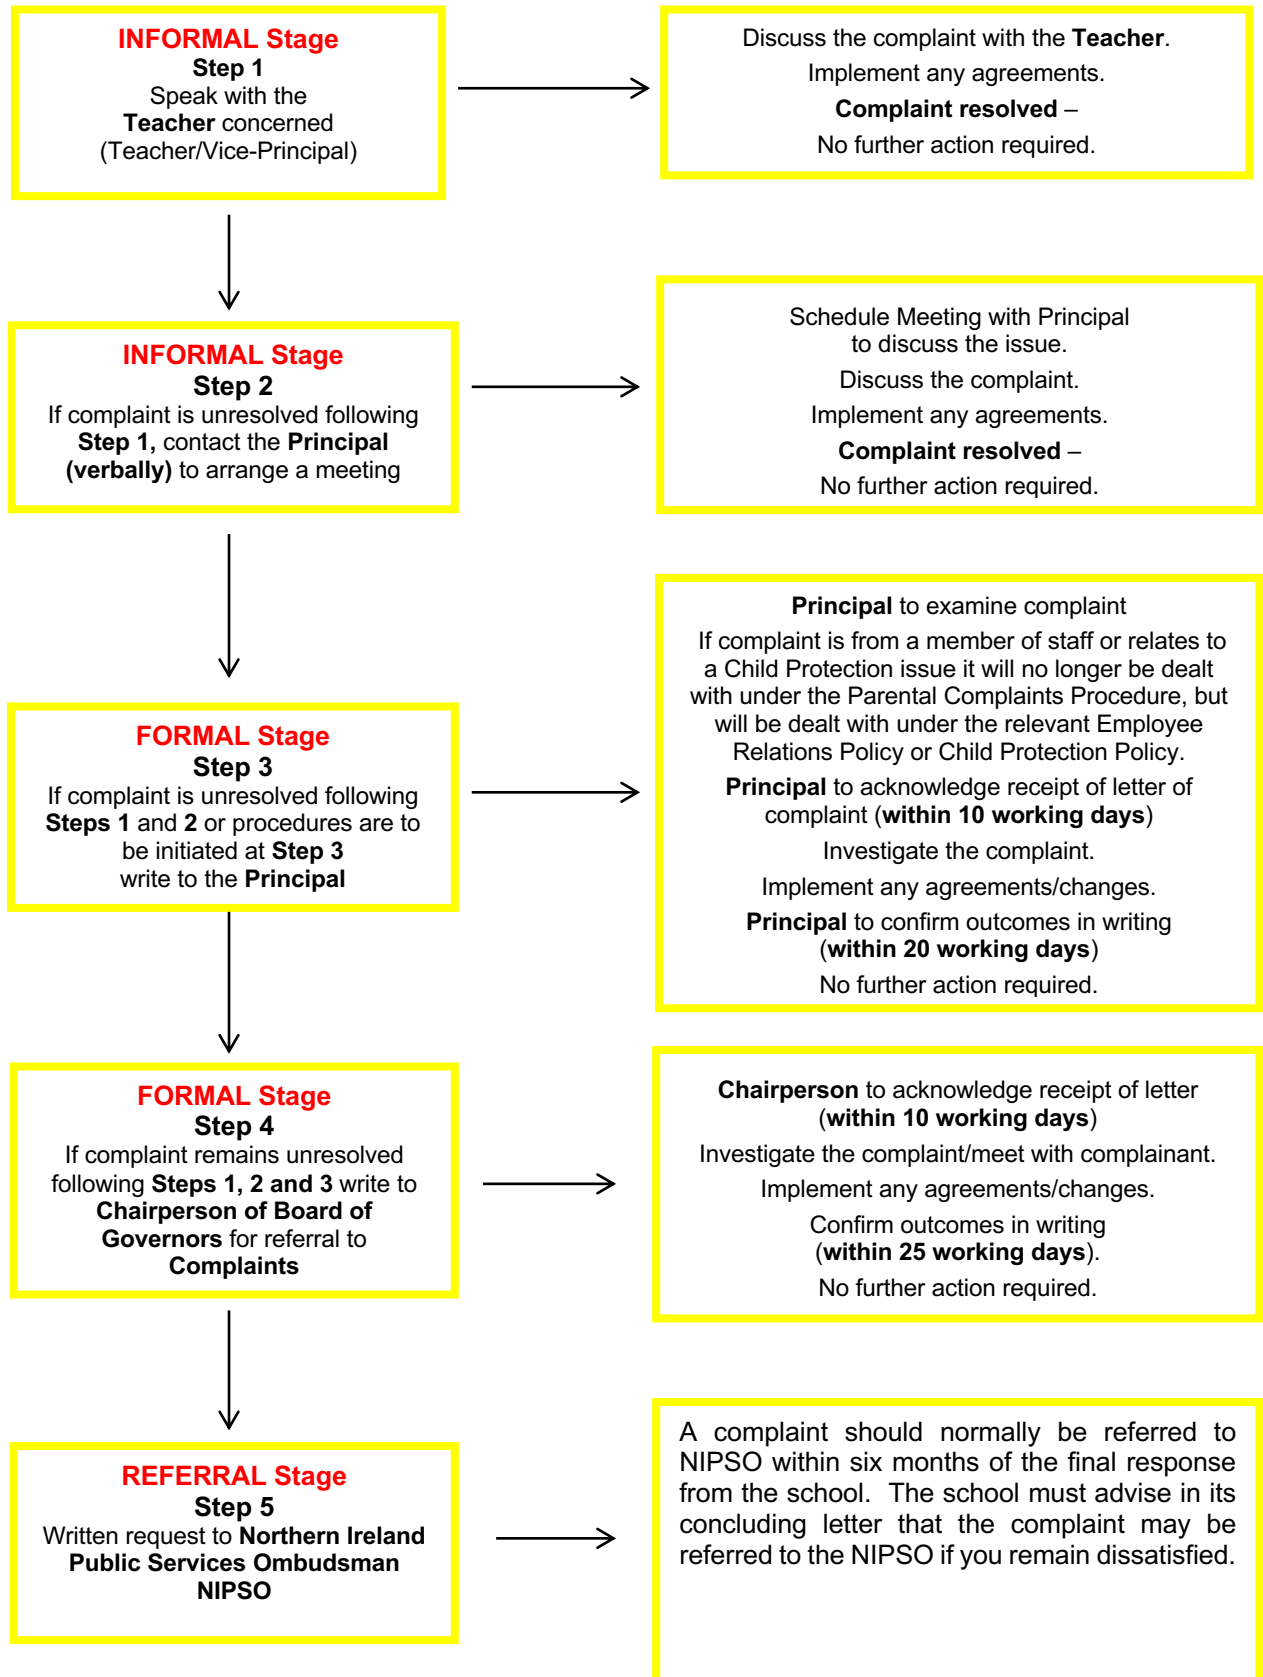 INFORMAL Stage
Step 1
Speak with the
Teacher concerned
(Teacher/Vice-Principal)
Discuss the complaint with the Teacher.
Implement any agreements.
Complaint resolved –
No further action required.
INFORMAL Stage
Step 2
If complaint is unresolved following
Step 1, contact the Principal
(verbally) to arrange a meeting
Schedule Meeting with Principal
to discuss the issue.
Discuss the complaint.
Implement any agreements.
Complaint resolved –
No further action required.
FORMAL Stage
Step 3
If complaint is unresolved following
Steps 1 and 2 or procedures are to
be initiated at Step 3
write to the Principal
Principal to examine complaint
If complaint is from a member of staff or relates to
a Child Protection issue it will no longer be dealt
with under the Parental Complaints Procedure, but
will be dealt with under the relevant Employee
Relations Policy or Child Protection Policy.
Principal to acknowledge receipt of letter of
complaint (within 10 working days)
Investigate the complaint.
Implement any agreements/changes.
Principal to confirm outcomes in writing
(within 20 working days)
No further action required.
FORMAL Stage
Step 4
If complaint remains unresolved
following Steps 1, 2 and 3 write to
Chairperson of Board of
Governors for referral to
Complaints
Chairperson to acknowledge receipt of letter
(within 10 working days)
Investigate the complaint/meet with complainant.
Implement any agreements/changes.
Confirm outcomes in writing
(within 25 working days).
No further action required.
REFERRAL Stage
Step 5
Written request to Northern Ireland
Public Services Ombudsman
NIPSO
A complaint should normally be referred to
NIPSO within six months of the final response
from the school. The school must advise in its
concluding letter that the complaint may be
referred to the NIPSO if you remain dissatisfied.